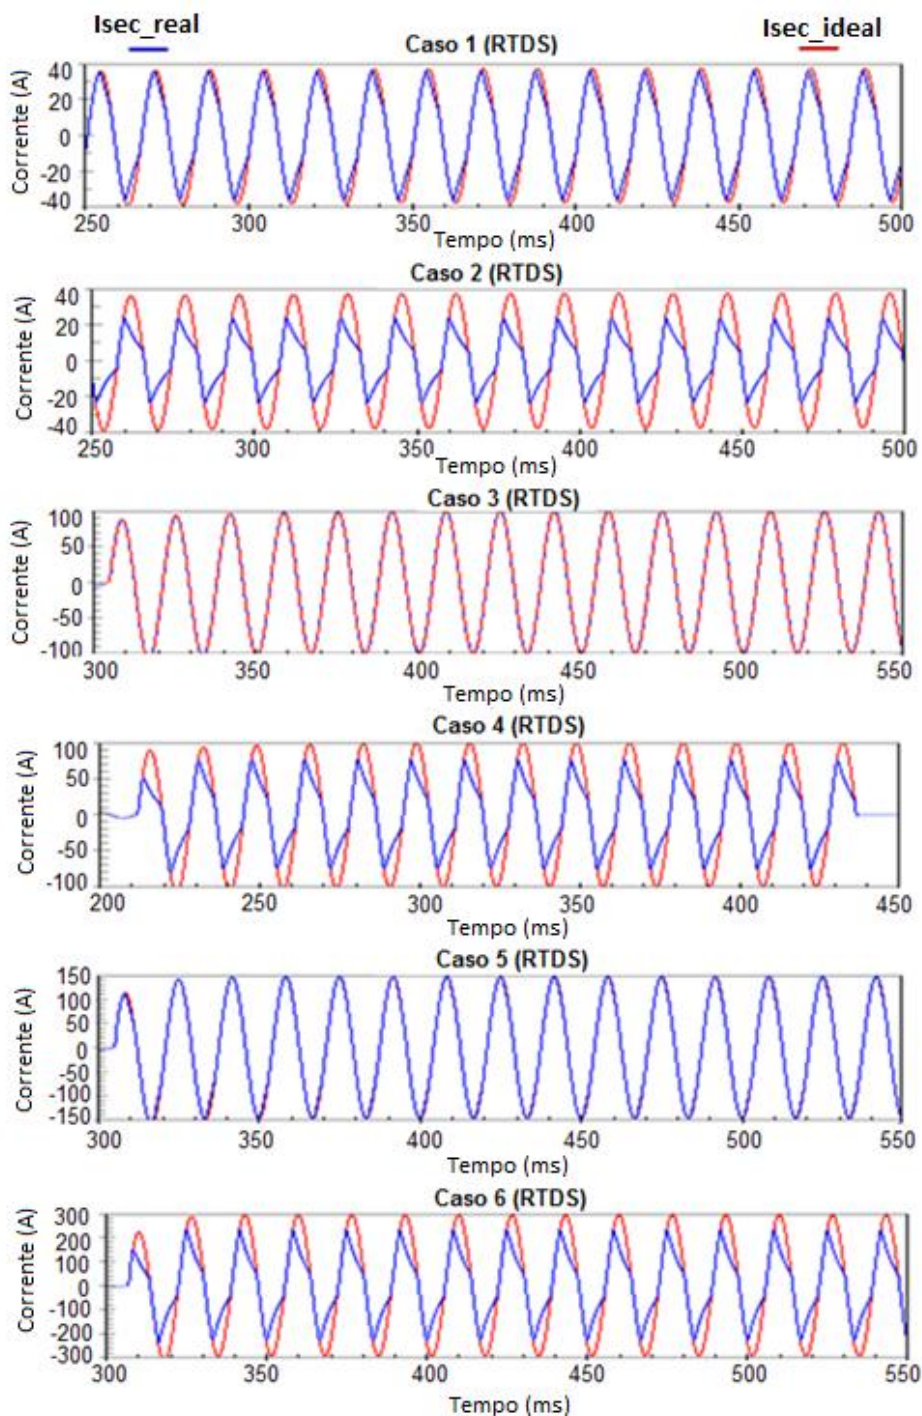 Isec_real
Isec_ideal
Caso 1 (RTDS)
Corrente (A)
40
20
0
-20
-40
250 300 350 400 450 500
Tempo (ms)
Caso 2 (RTDS)
Corrente (A)
40
20
0
-20
-40
250 300 350 400 450 500
Tempo (ms)
Caso 3 (RTDS)
Corrente (A)
100
50
0
-50
-100
300 350 400 450 500 550
Tempo (ms)
Caso 4 (RTDS)
Corrente (A)
100
50
0
-50
-100
200 250 300 350 400 450
Tempo (ms)
Caso 5 (RTDS)
Corrente (A)
150
100
50
0
-50
-100
-150
300 350 400 450 500 550
Tempo (ms)
Caso 6 (RTDS)
Corrente (A)
300
200
100
0
-100
-200
-300
300 350 400 450 500 550
Tempo (ms)